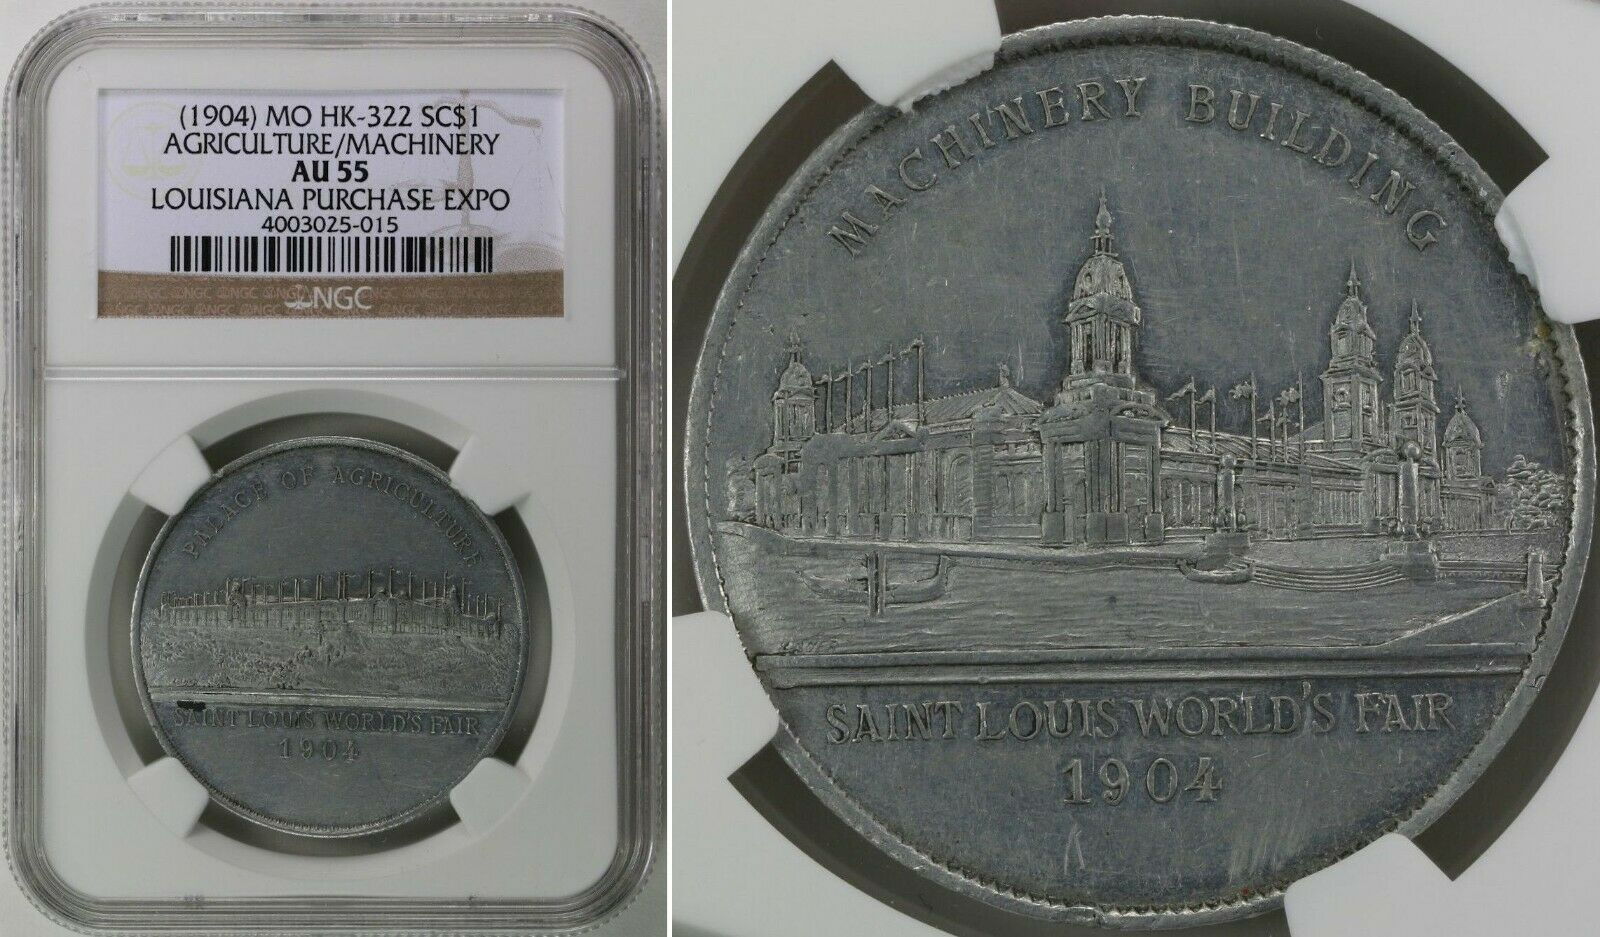 (1904) MO HK-322 SC$1
AGRICULTURE/MACHINERY
AU 55
LOUISIANA PURCHASE EXPO
4003025-015
NGC
PALACE OF AGRICULTURE
SAINT LOUIS WORLD'S FAIR
1904
MACHINERY BUILDING
SAINT LOUIS WORLD'S FAIR
1904